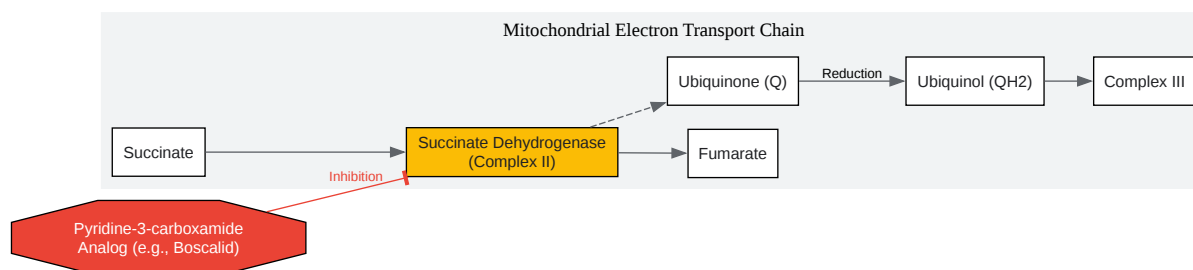 Mitochondrial Electron Transport Chain
Ubiquinone (Q)
Reduction
Ubiquinol (QH2)
Complex III
Succinate
Succinate Dehydrogenase
(Complex II)
Fumarate
Inhibition
Pyridine-3-carboxamide
Analog (e.g., Boscalid)